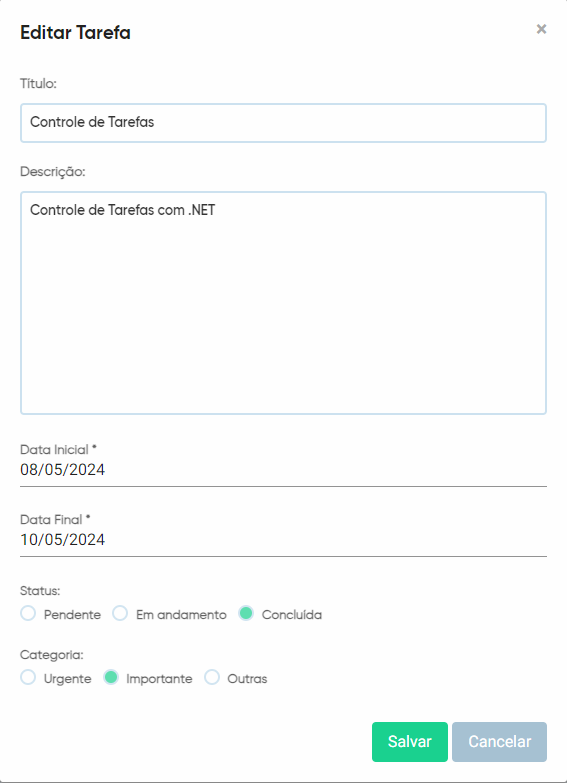 Editar Tarefa ×
Título:
Controle de Tarefas
Descrição:
Controle de Tarefas com .NET
Data Inicial *
08/05/2024
Data Final *
10/05/2024
Status:
Pendente Em andamento Concluída
Categoria:
Urgente Importante Outras
Salvar Cancelar